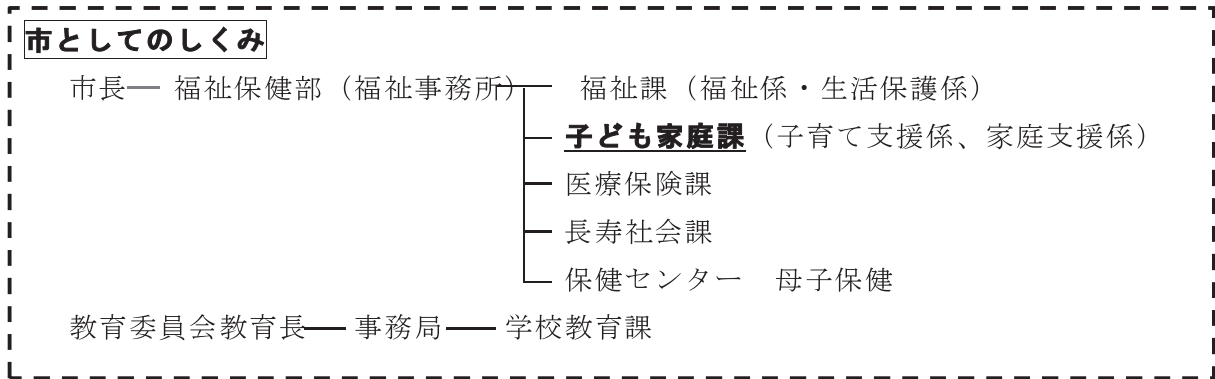 市としてのしくみ
市長― 福祉保健部（福祉事務所） 福祉課（福祉係・生活保護係）
子ども家庭課（子育て支援係、家庭支援係）
医療保険課
長寿社会課
保健センター 母子保健
教育委員会教育長― 事務局― 学校教育課